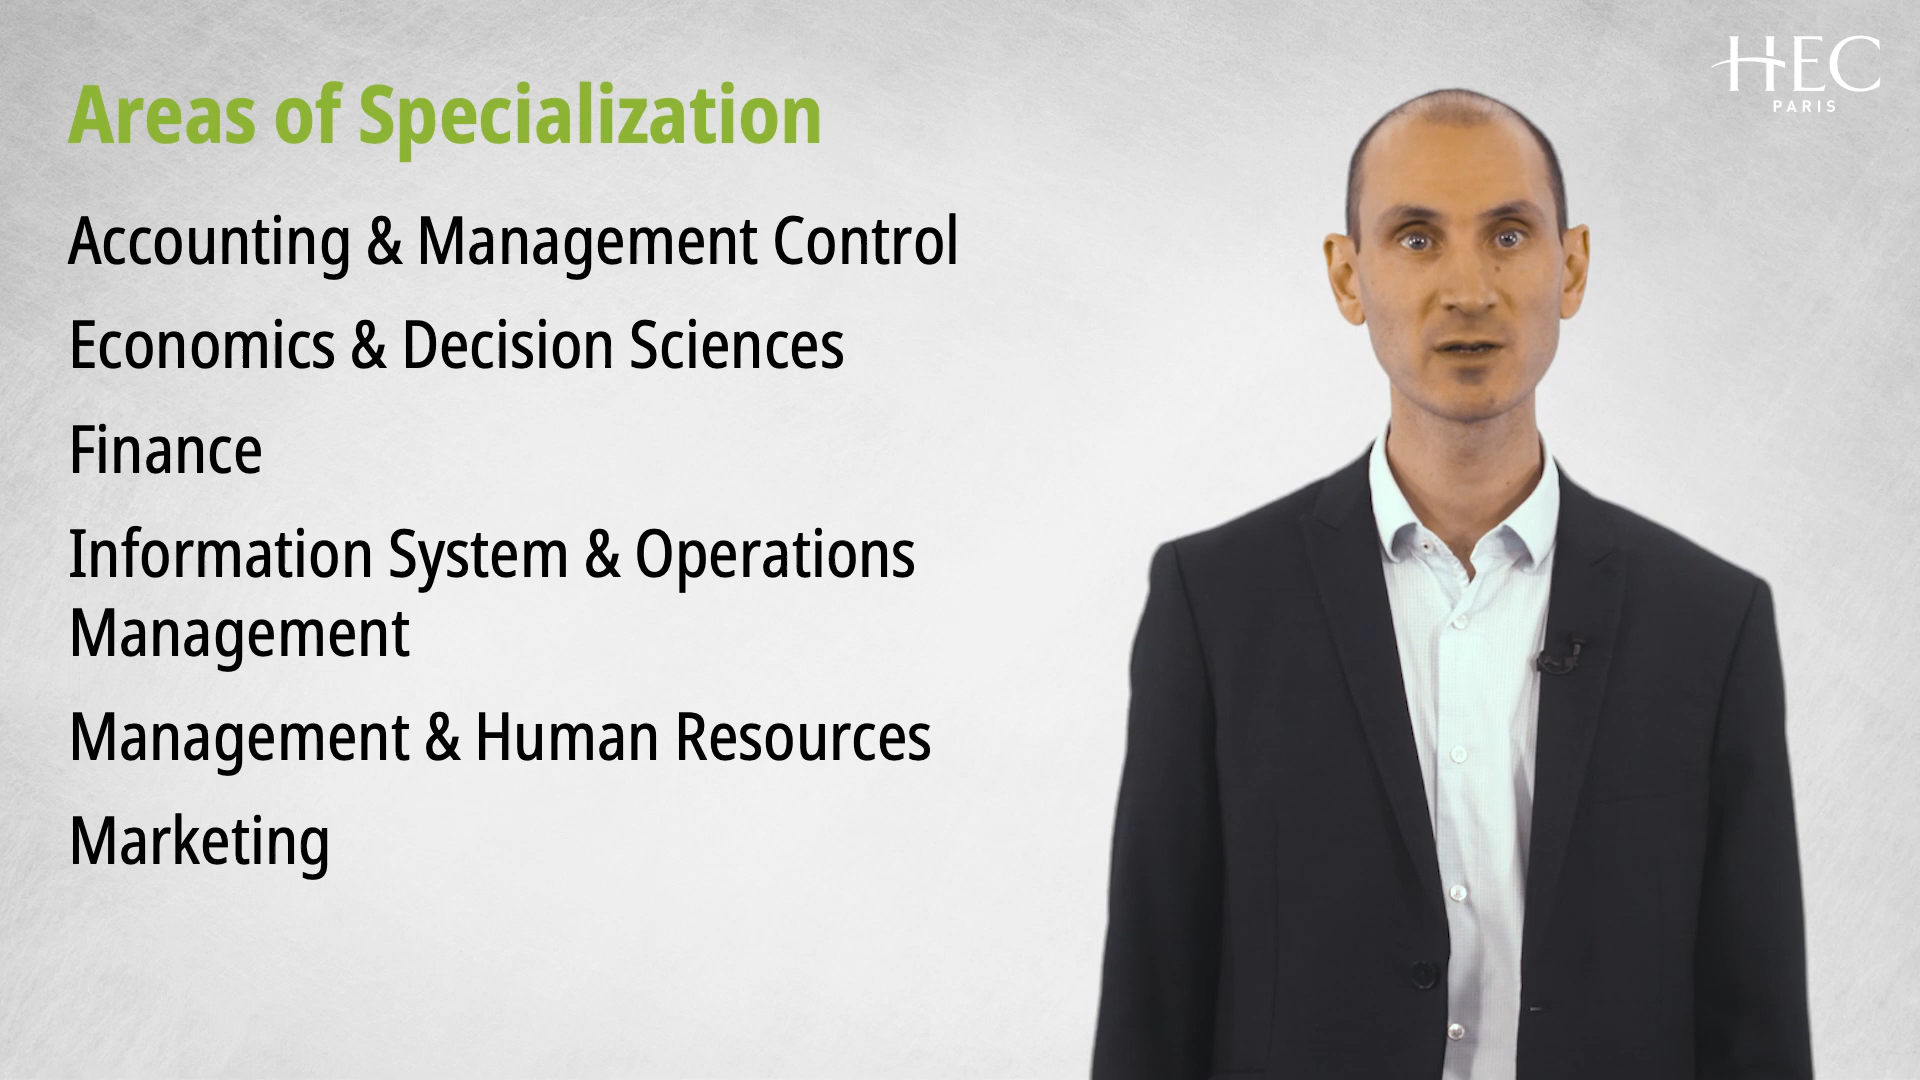 HEC
PARIS
Areas of Specialization
Accounting & Management Control
Economics & Decision Sciences
Finance
Information System & Operations
Management
Management & Human Resources
Marketing